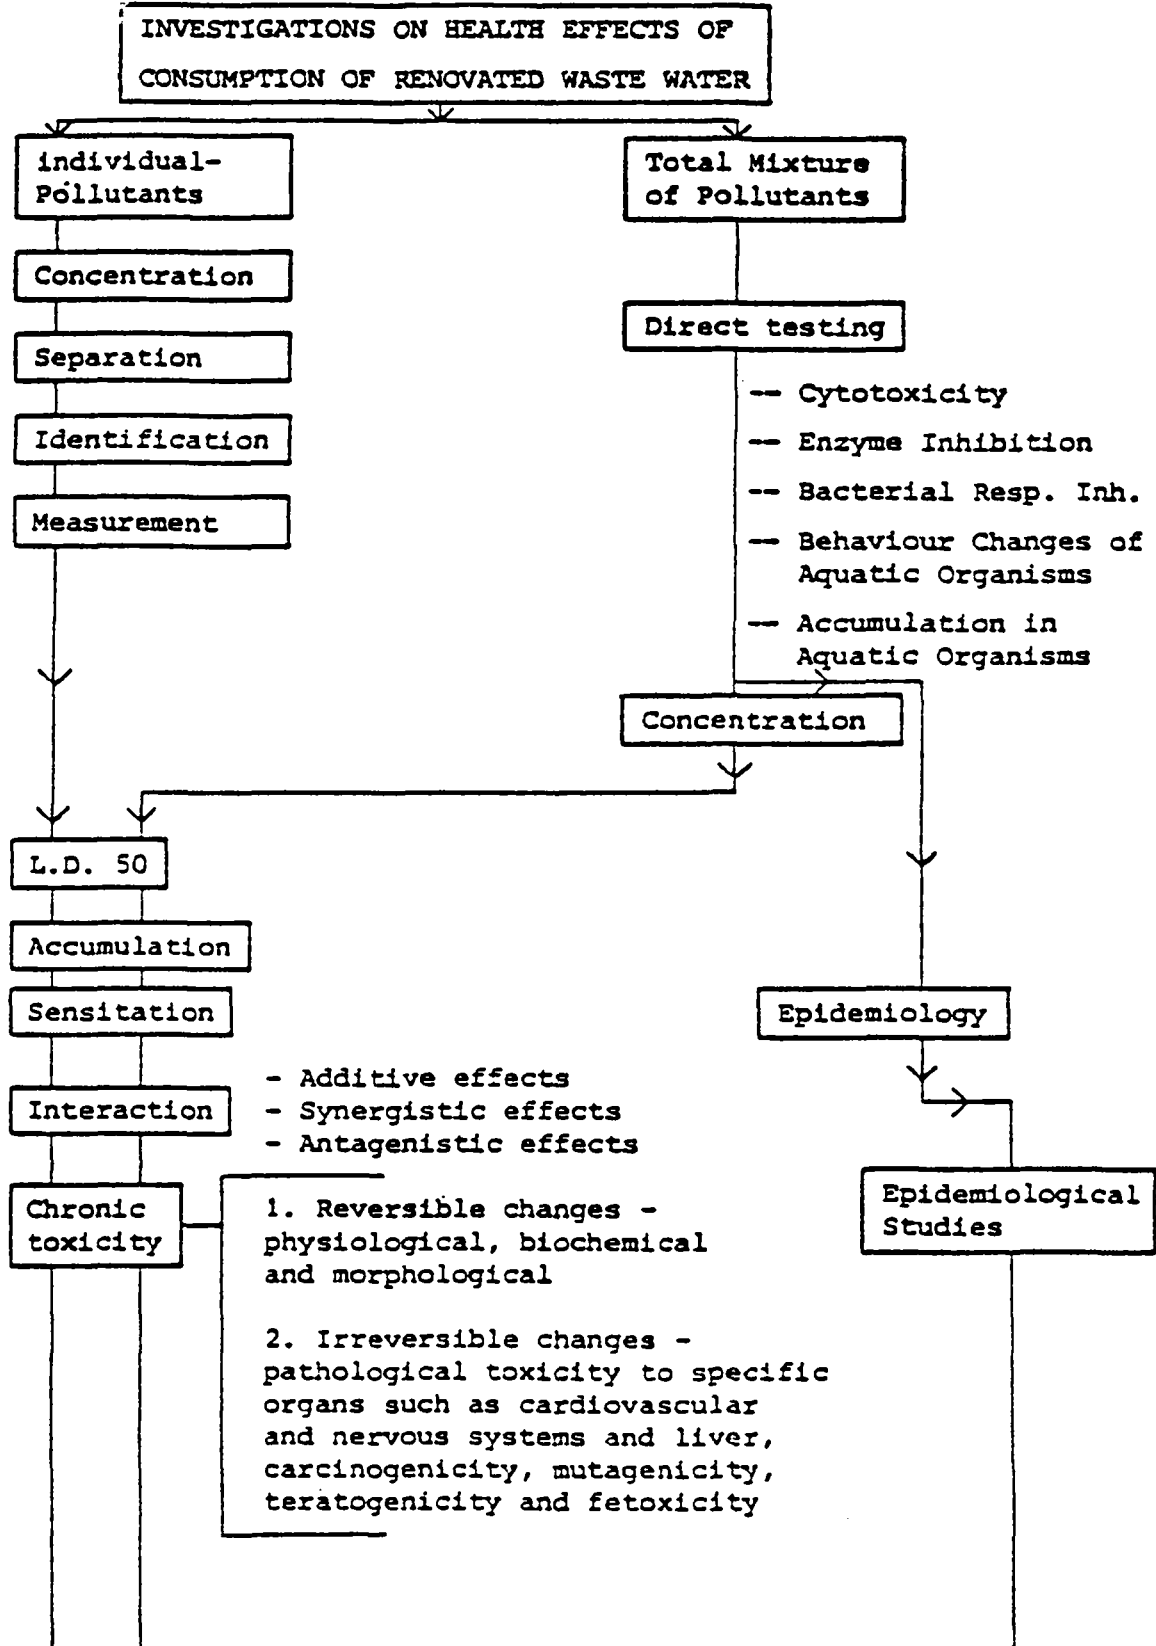 INVESTIGATIONS ON HEALTH EFFECTS OF
CONSUMPTION OF RENOVATED WASTE WATER
individual-
Pollutants
Total Mixture
of Pollutants
Concentration
Separation
Identification
Measurement
Direct testing
-- Cytotoxicity
-- Enzyme Inhibition
-- Bacterial Resp. Inh.
-- Behaviour Changes of
Aquatic Organisms
-- Accumulation in
Aquatic Organisms
Concentration
L.D. 50
Accumulation
Sensitation
Interaction
- Additive effects
- Synergistic effects
- Antagenistic effects
Chronic
toxicity
1. Reversible changes -
physiological, biochemical
and morphological
2. Irreversible changes -
pathological toxicity to specific
organs such as cardiovascular
and nervous systems and liver,
carcinogenicity, mutagenicity,
teratogenicity and fetoxicity
Epidemiology
Epidemiological
Studies